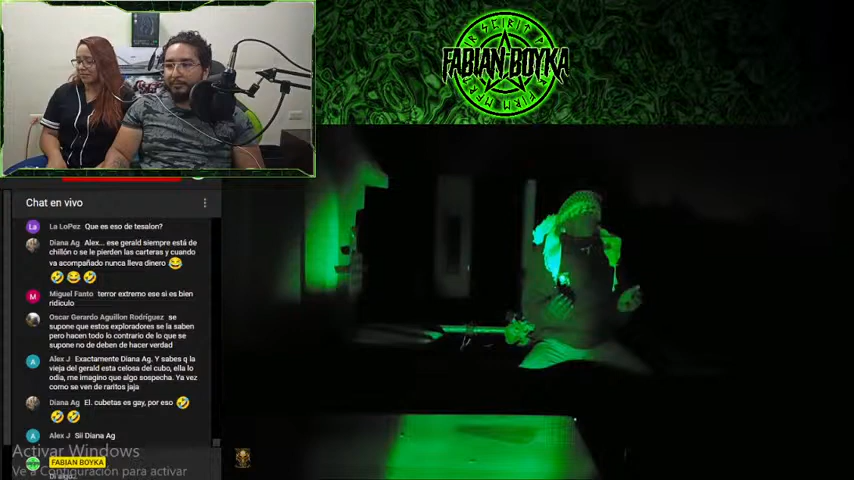 FABIAN BOYKA
Chat en vivo
La LoPez Que es eso de tesalon?
Diana Ag Alex... ese gerald siempre está de
chillón o se le pierden las carteras y cuando
va acompañado nunca lleva dinero 😂
🤣 😂 🤣
Miguel Fanto terror extremo ese si es bien
ridiculo
Oscar Gerardo Aguillon Rodriguez se
supone que estos exploradores se la saben
pero hacen todo lo contrario de lo que se
supone no de deben de hacer verdad
Alex J Exactamente Diana Ag. Y sabes q la
vieja del gerald esta celosa del cubo, ella lo
odia, me imagino que algo sospecha. Ya vez
como se ven de raritos jaja
Diana Ag El. cubetas es gay, por eso 🤣
🤣 🤣
Alex J Sii Diana Ag
Activar Windows
FABIAN BOYKA
Ve a Configuración para activar
Di algo...